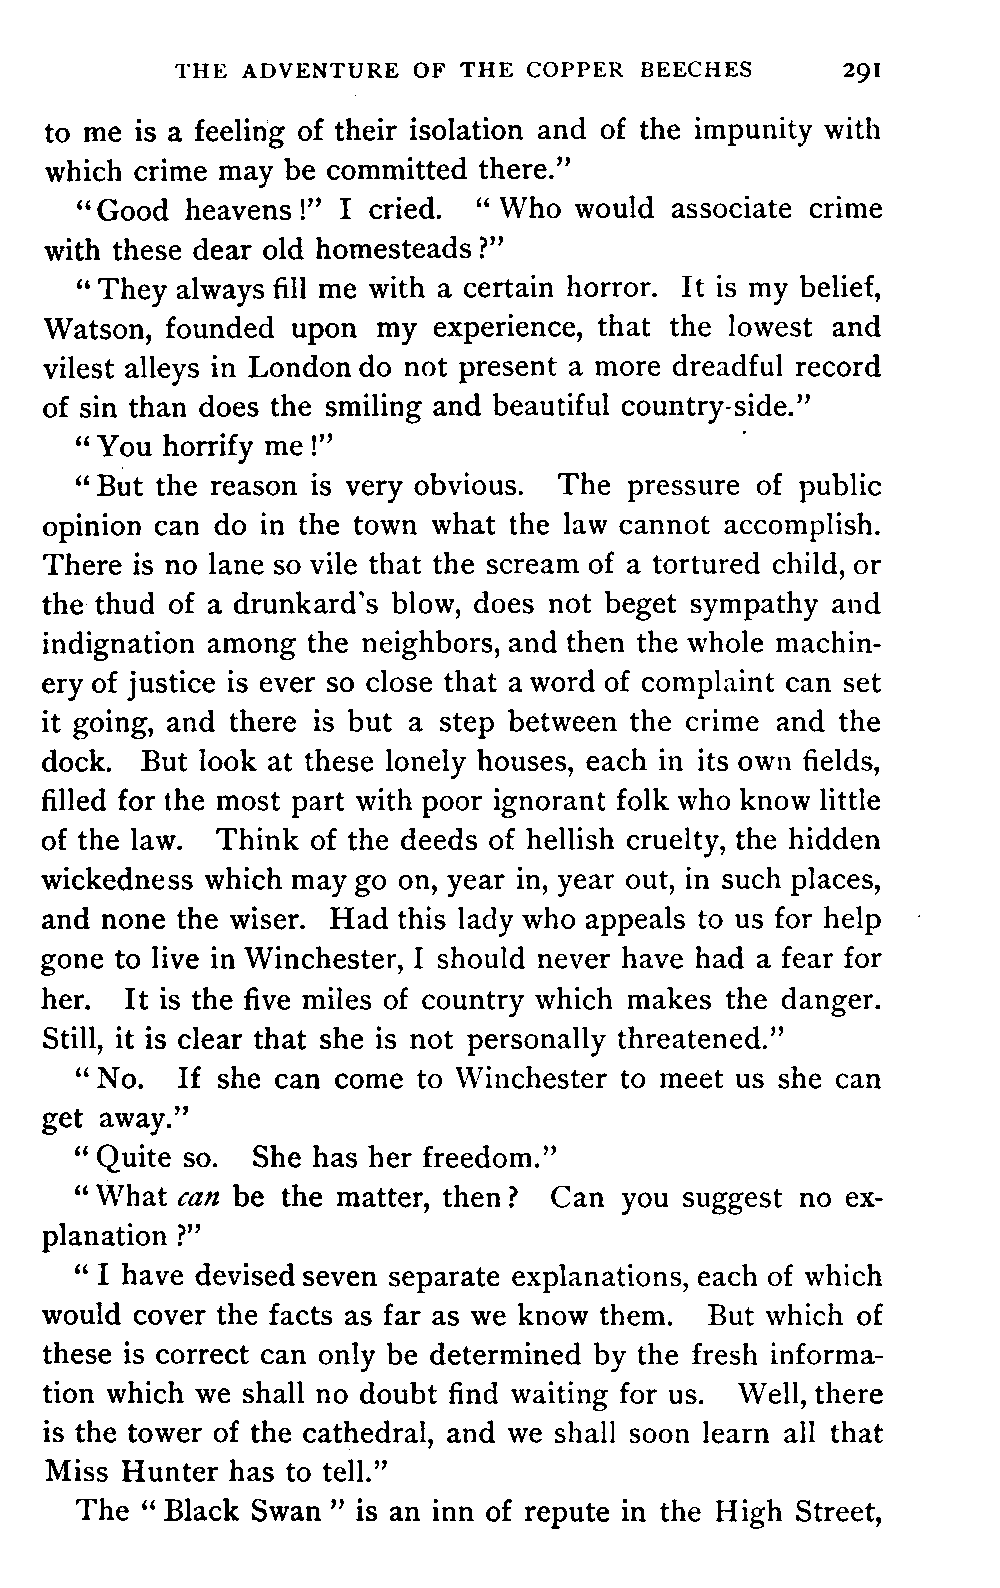 THE ADVENTURE OF THE COPPER BEECHES 291
to me is a feeling of their isolation and of the impunity with
which crime may be committed there."
"Good heavens!" I cried. "Who would associate crime
with these dear old homesteads?"
"They always fill me with a certain horror. It is my belief,
Watson, founded upon my experience, that the lowest and
vilest alleys in London do not present a more dreadful record
of sin than does the smiling and beautiful country-side."
"You horrify me!"
"But the reason is very obvious. The pressure of public
opinion can do in the town what the law cannot accomplish.
There is no lane so vile that the scream of a tortured child, or
the thud of a drunkard's blow, does not beget sympathy and
indignation among the neighbors, and then the whole machin-
ery of justice is ever so close that a word of complaint can set
it going, and there is but a step between the crime and the
dock. But look at these lonely houses, each in its own fields,
filled for the most part with poor ignorant folk who know little
of the law. Think of the deeds of hellish cruelty, the hidden
wickedness which may go on, year in, year out, in such places,
and none the wiser. Had this lady who appeals to us for help
gone to live in Winchester, I should never have had a fear for
her. It is the five miles of country which makes the danger.
Still, it is clear that she is not personally threatened."
"No. If she can come to Winchester to meet us she can
get away."
"Quite so. She has her freedom."
"What can be the matter, then? Can you suggest no ex-
planation?"
"I have devised seven separate explanations, each of which
would cover the facts as far as we know them. But which of
these is correct can only be determined by the fresh informa-
tion which we shall no doubt find waiting for us. Well, there
is the tower of the cathedral, and we shall soon learn all that
Miss Hunter has to tell."
The "Black Swan" is an inn of repute in the High Street,